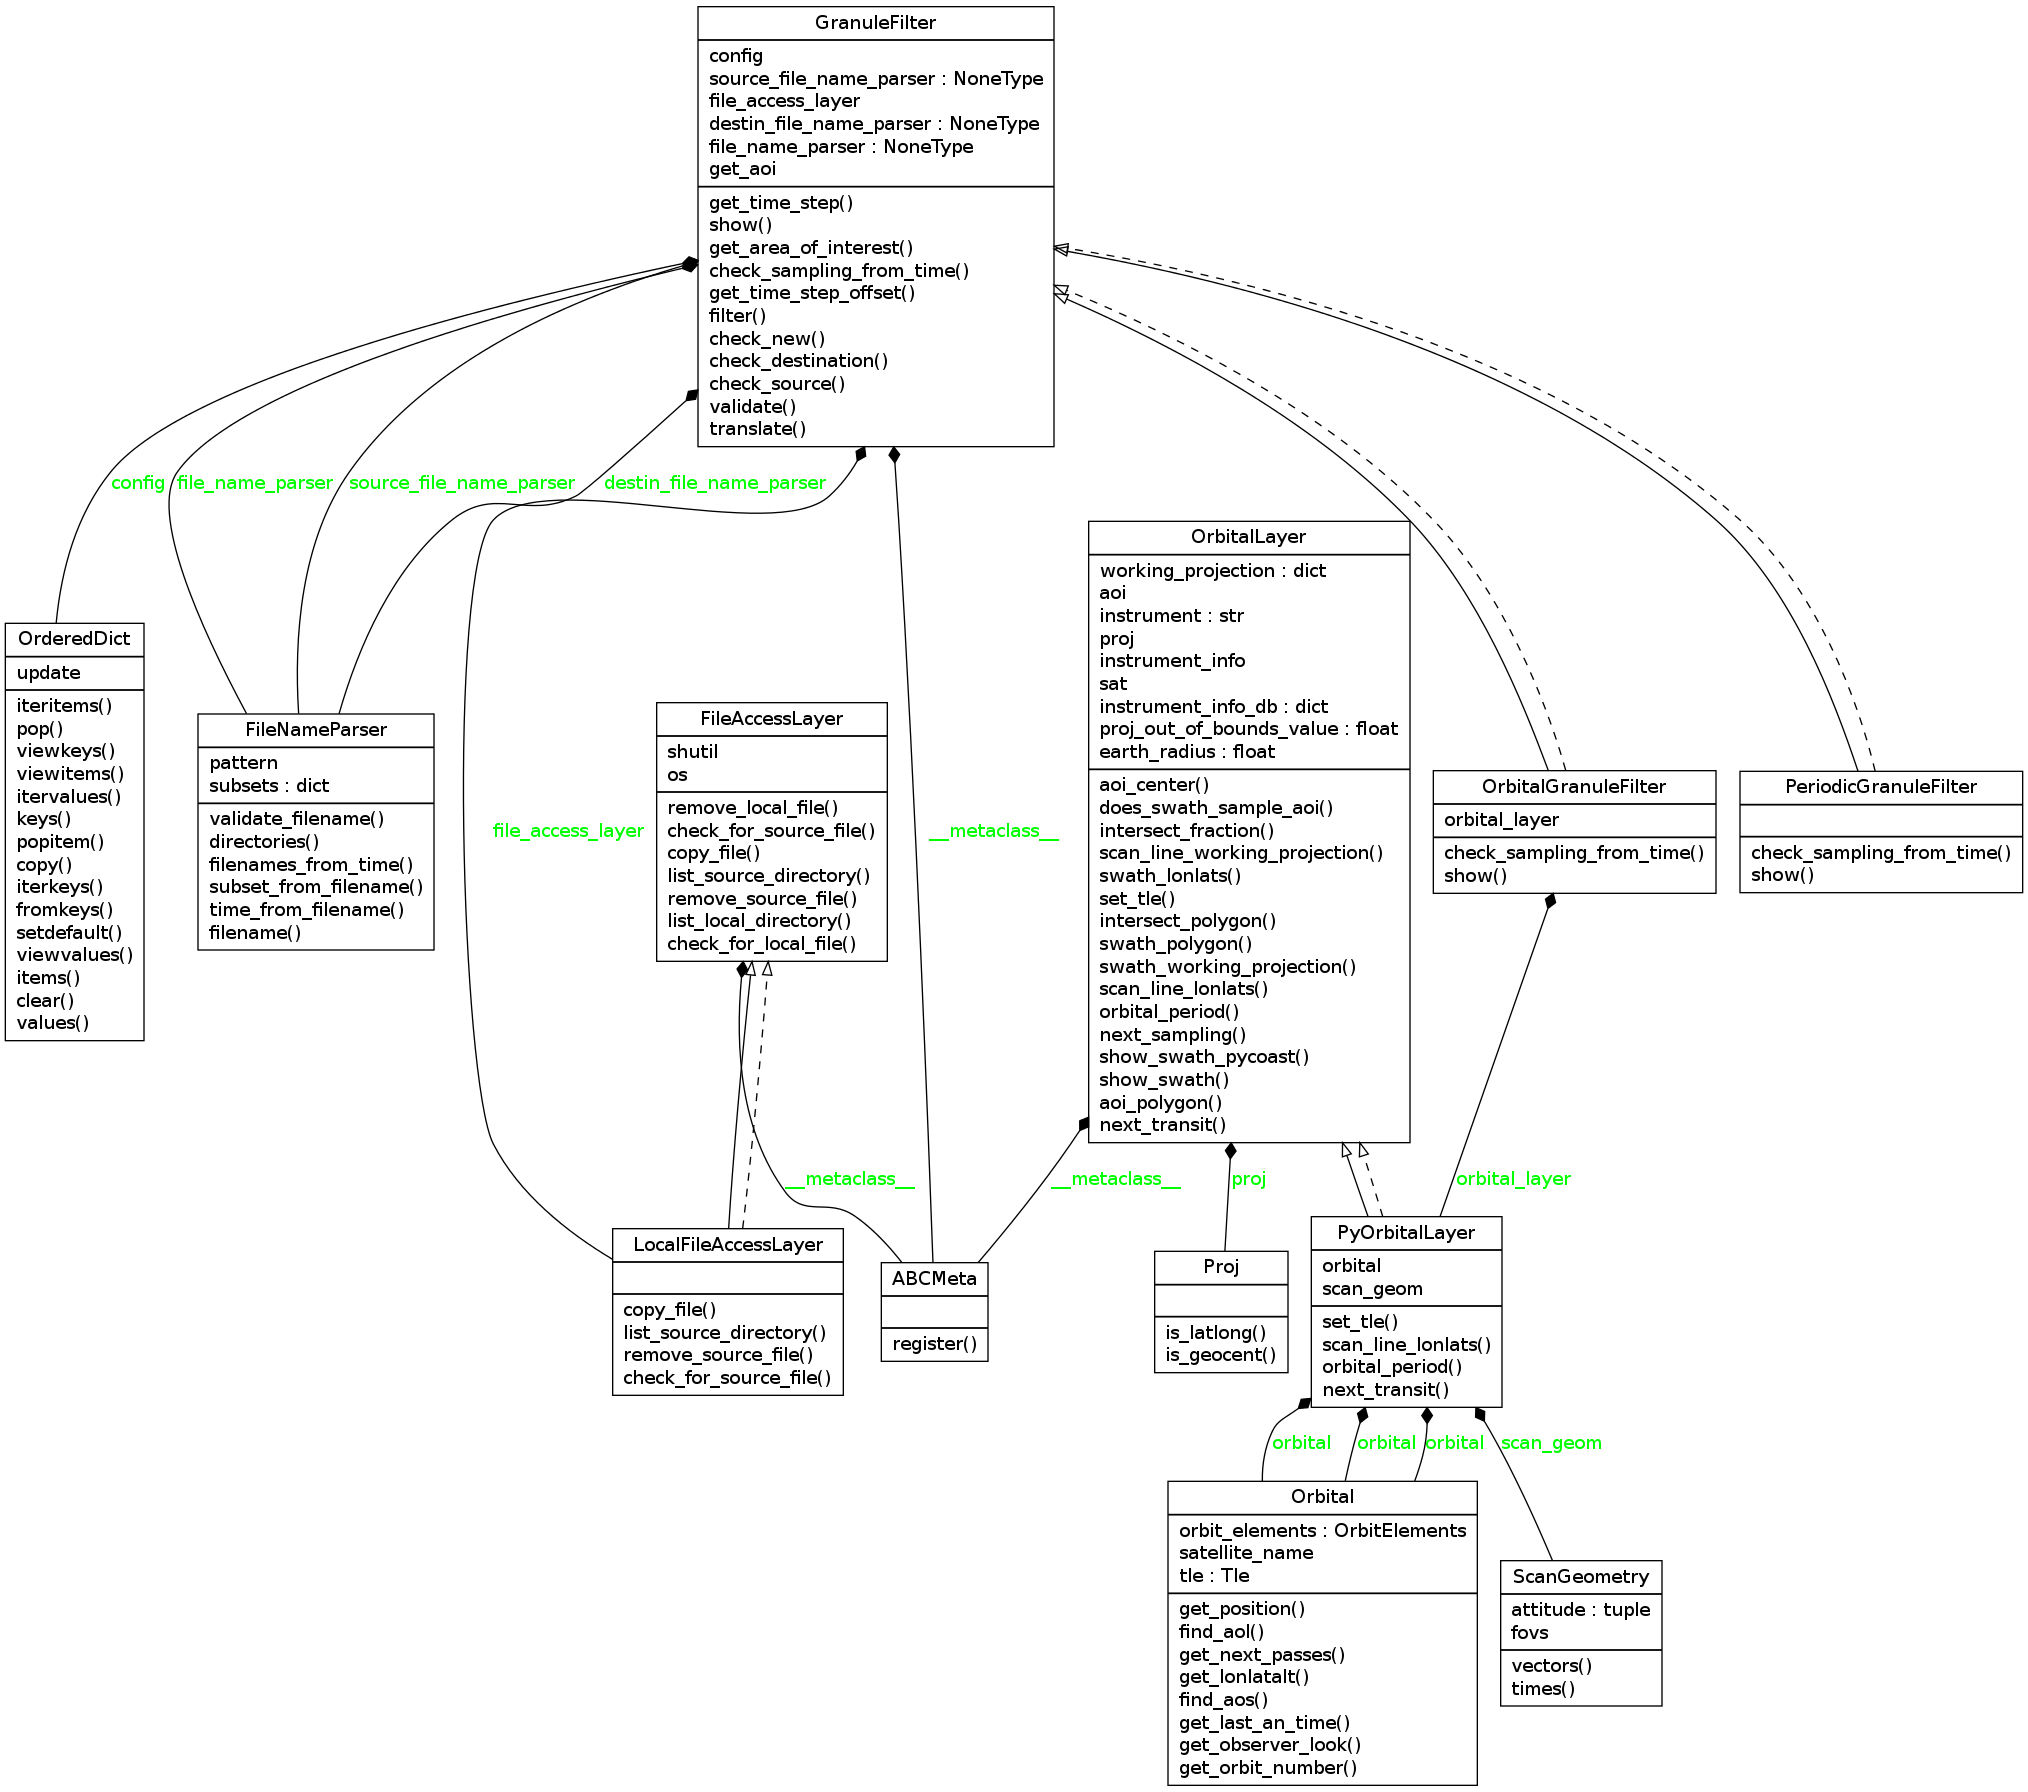 GranuleFilter
config
source_file_name_parser : NoneType
file_access_layer
destin_file_name_parser : NoneType
file_name_parser : NoneType
get_aoi
get_time_step()
show()
get_area_of_interest()
check_sampling_from_time()
get_time_step_offset()
filter()
check_new()
check_destination()
check_source()
validate()
translate()
config
file_name_parser
source_file_name_parser
destin_file_name_parser
OrderedDict
update
iteritems()
pop()
viewkeys()
viewitems()
itervalues()
keys()
popitem()
copy()
iterkeys()
fromkeys()
setdefault()
viewvalues()
items()
clear()
values()
FileNameParser
pattern
subsets : dict
validate_filename()
directories()
filenames_from_time()
subset_from_filename()
time_from_filename()
filename()
file_access_layer
FileAccessLayer
shutil
os
remove_local_file()
check_for_source_file()
copy_file()
list_source_directory()
remove_source_file()
list_local_directory()
check_for_local_file()
__metaclass__
OrbitalLayer
working_projection : dict
aoi
instrument : str
proj
instrument_info
sat
instrument_info_db : dict
proj_out_of_bounds_value : float
earth_radius : float
aoi_center()
does_swath_sample_aoi()
intersect_fraction()
scan_line_working_projection()
swath_lonlats()
set_tle()
intersect_polygon()
swath_polygon()
swath_working_projection()
scan_line_lonlats()
orbital_period()
next_sampling()
show_swath_pycoast()
show_swath()
aoi_polygon()
next_transit()
OrbitalGranuleFilter
orbital_layer
check_sampling_from_time()
show()
PeriodicGranuleFilter
check_sampling_from_time()
show()
__metaclass__
__metaclass__
proj
orbital_layer
LocalFileAccessLayer
copy_file()
list_source_directory()
remove_source_file()
check_for_source_file()
ABCMeta
register()
Proj
is_latlong()
is_geocent()
PyOrbitalLayer
orbital
scan_geom
set_tle()
scan_line_lonlats()
orbital_period()
next_transit()
orbital
orbital
orbital
scan_geom
Orbital
orbit_elements : OrbitElements
satellite_name
tle : Tle
get_position()
find_aol()
get_next_passes()
get_lonlatalt()
find_aos()
get_last_an_time()
get_observer_look()
get_orbit_number()
ScanGeometry
attitude : tuple
fovs
vectors()
times()